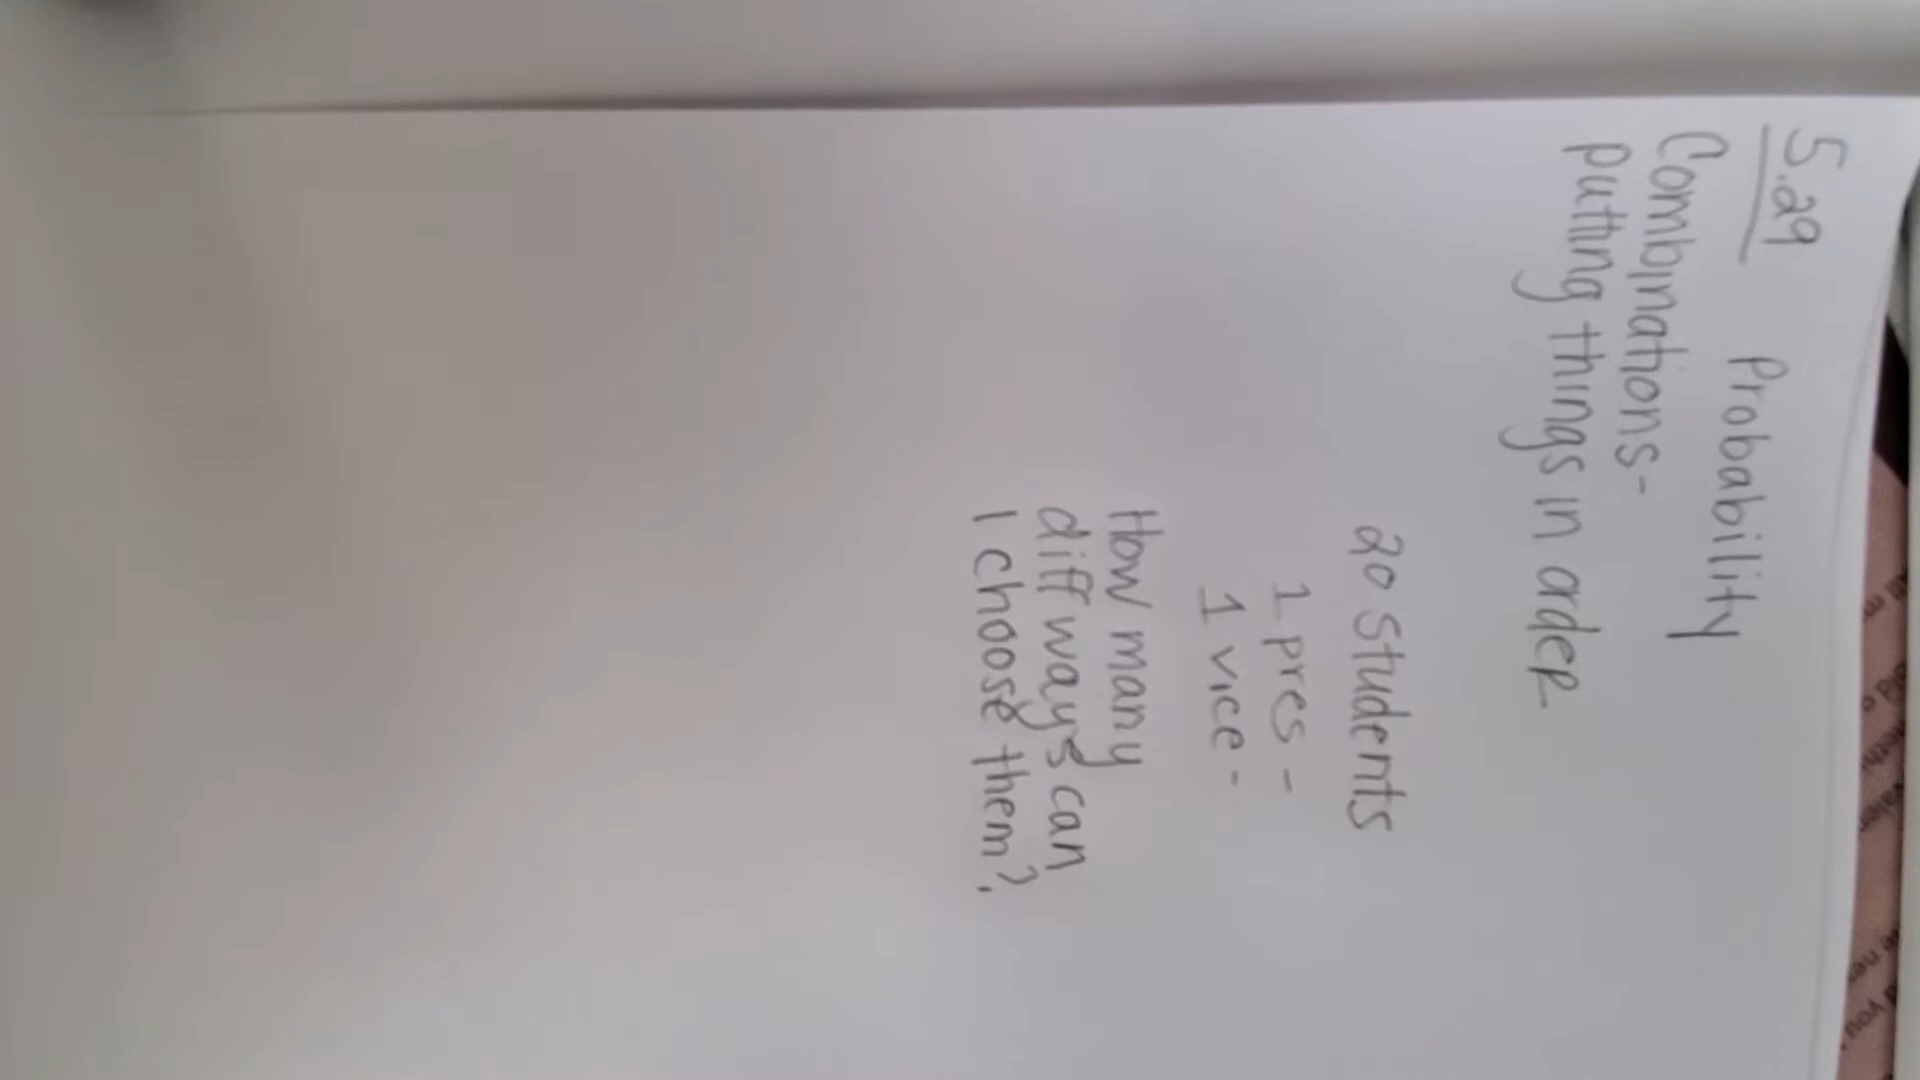 5.29 Probability
Combinations-
putting things in order
20 students
1 pres -
1 vice -
How many
diff ways can
I choose them?